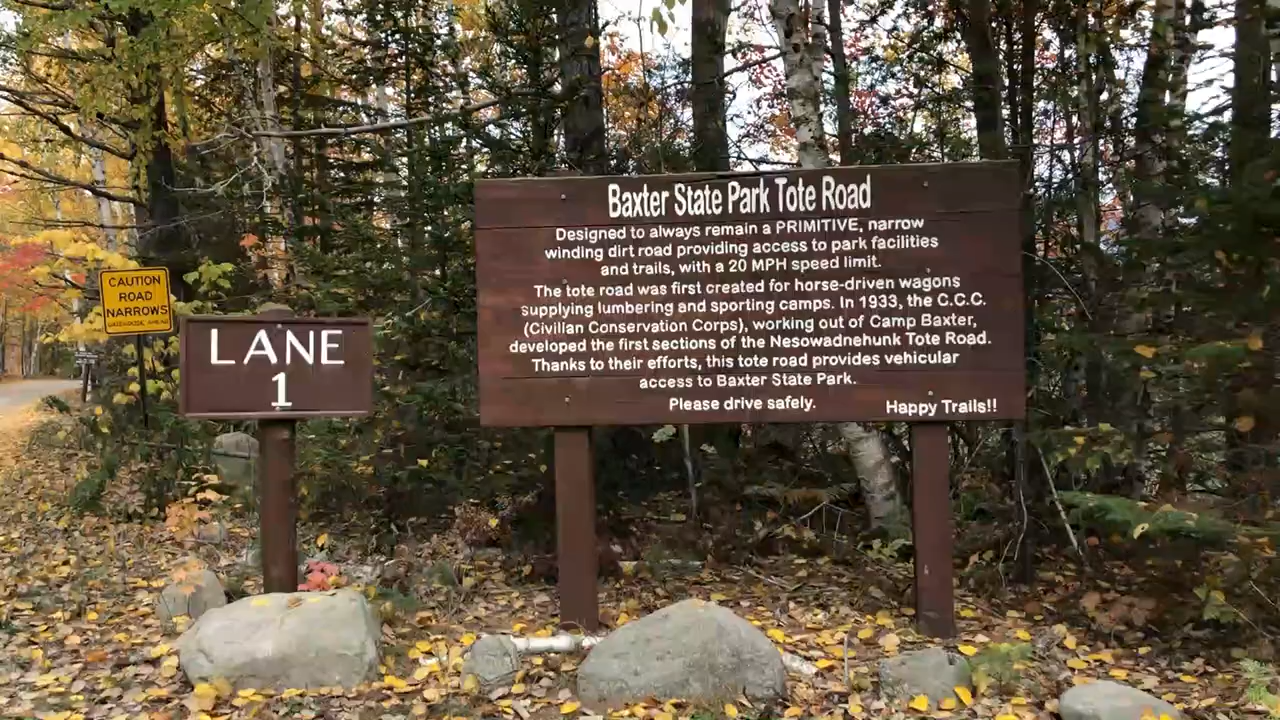 CAUTION
ROAD
NARROWS
LANE
1
Baxter State Park Tote Road
Designed to always remain a PRIMITIVE, narrow
winding dirt road providing access to park facilities
and trails, with a 20 MPH speed limit.
The tote road was first created for horse-driven wagons
supplying lumbering and sporting camps. In 1933, the C.C.C.
(Civilian Conservation Corps), working out of Camp Baxter,
developed the first sections of the Nesowadnehunk Tote Road.
Thanks to their efforts, this tote road provides vehicular
access to Baxter State Park.
Please drive safely. Happy Trails!!